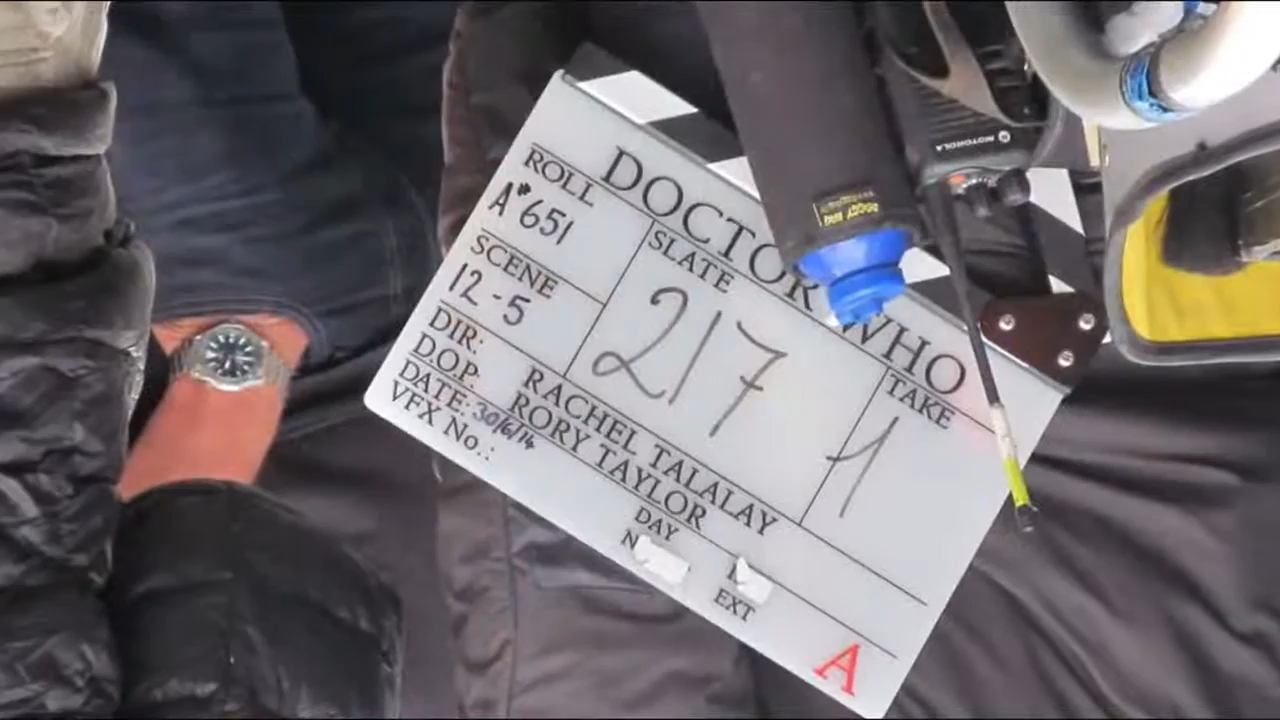 DOCTOR WHO
ROLL
A#651
SLATE
217
TAKE
1
SCENE
12-5
DIR: RACHEL TALALAY
D.O.P. RORY TAYLOR
DATE: 30/6/14
VFX No.:
DAY
EXT
A
MOTOROLA